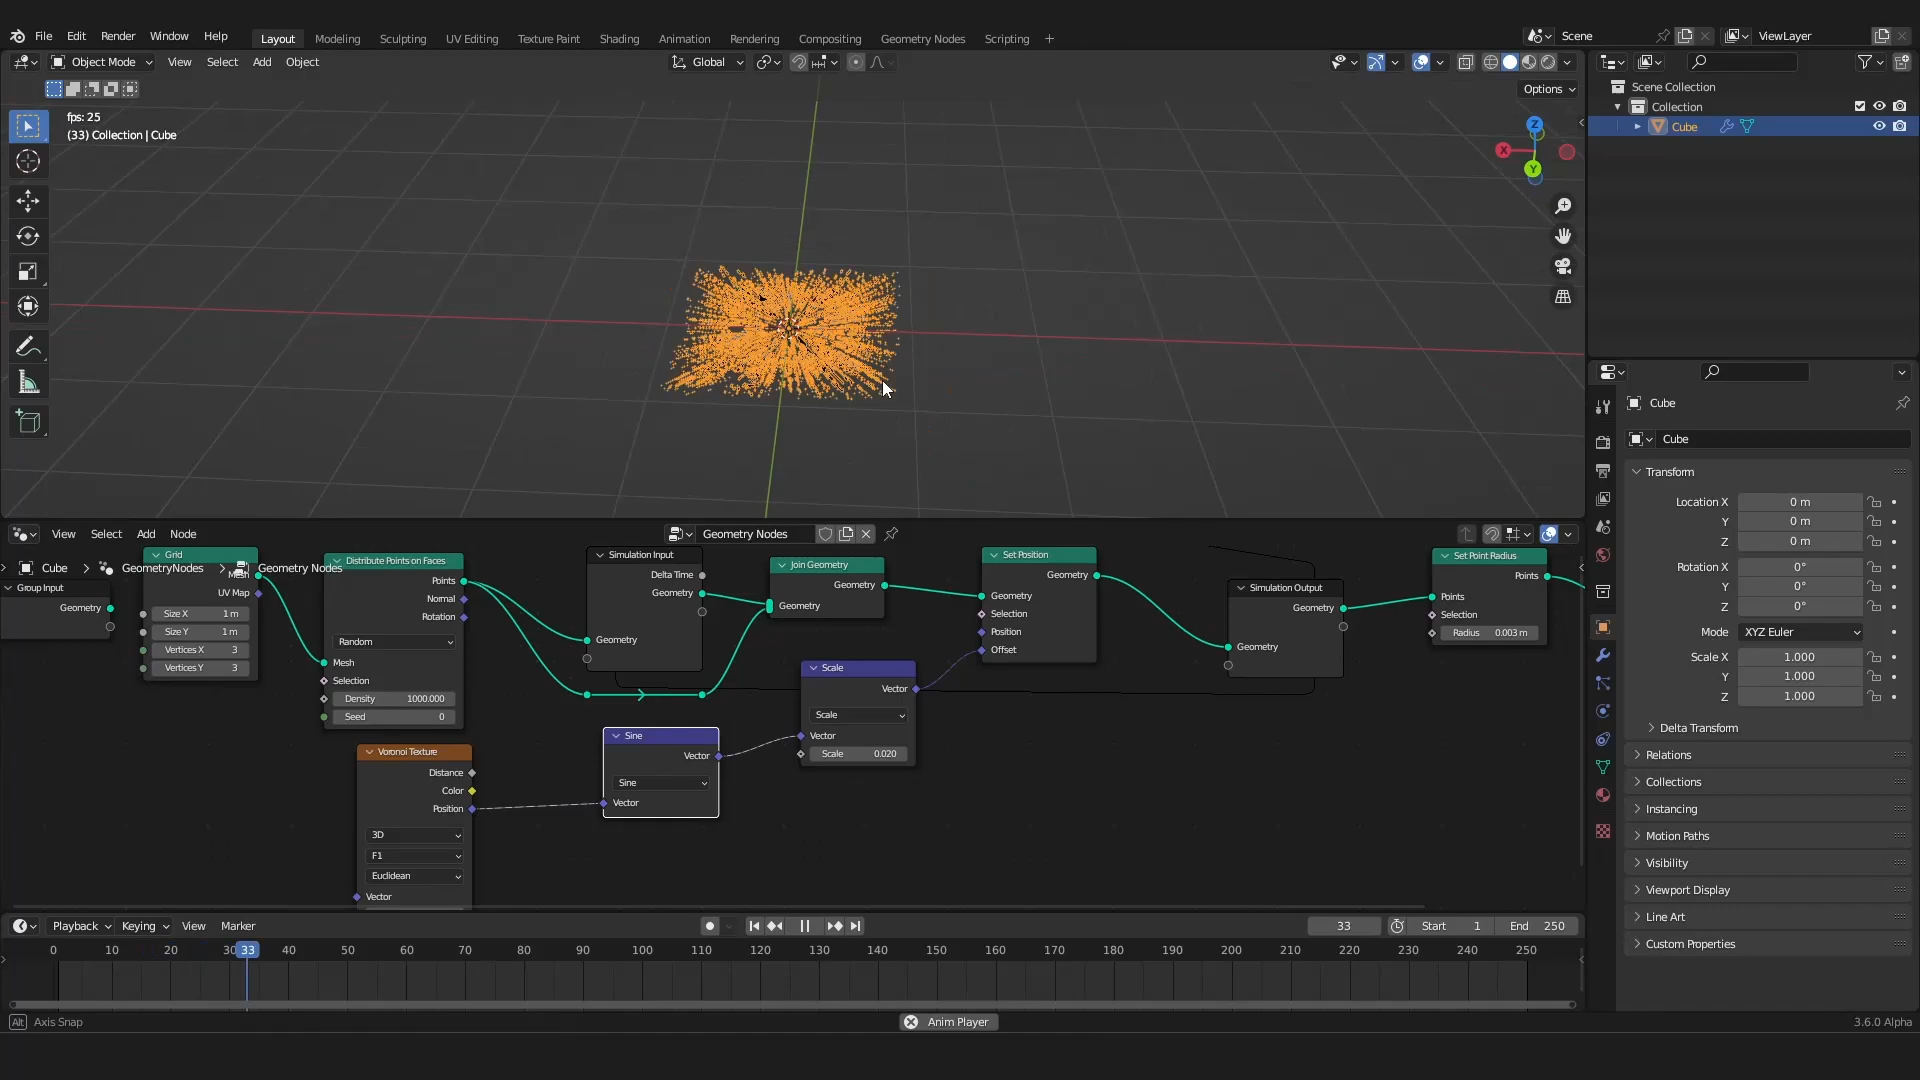 File Edit Render Window Help
Layout Modeling Sculpting UV Editing Texture Paint Shading Animation Rendering Compositing Geometry Nodes Scripting +
Scene
ViewLayer
Object Mode View Select Add Object
Global
Options
fps: 25
(33) Collection | Cube
Z
X
Y
Scene Collection
Collection
Cube
View Select Add Node
Geometry Nodes
Cube > GeometryNodes > Geometry Nodes
Group Input
Geometry
Grid
Mesh
UV Map
Size X 1 m
Size Y 1 m
Vertices X 3
Vertices Y 3
Distribute Points on Faces
Points
Normal
Rotation
Random
Mesh
Selection
Density 1000.000
Seed 0
Voronoi Texture
Distance
Color
Position
3D
F1
Euclidean
Vector
Simulation Input
Delta Time
Geometry
Geometry
Sine
Vector
Sine
Vector
Join Geometry
Geometry
Geometry
Scale
Vector
Scale
Vector
Scale 0.020
Set Position
Geometry
Geometry
Selection
Position
Offset
Simulation Output
Geometry
Geometry
Set Point Radius
Points
Points
Selection
Radius 0.003 m
Cube
Cube
Transform
Location X 0 m
Y 0 m
Z 0 m
Rotation X 0°
Y 0°
Z 0°
Mode XYZ Euler
Scale X 1.000
Y 1.000
Z 1.000
Delta Transform
Relations
Collections
Instancing
Motion Paths
Visibility
Viewport Display
Line Art
Custom Properties
Playback Keying View Marker
33 Start 1 End 250
0 10 20 30 33 40 50 60 70 80 90 100 110 120 130 140 150 160 170 180 190 200 210 220 230 240 250
Alt Axis Snap
Anim Player
3.6.0 Alpha